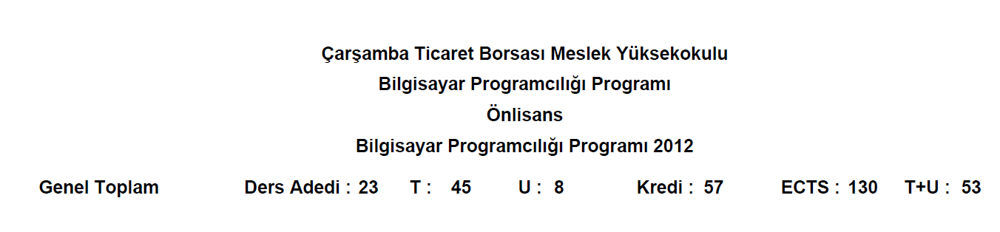 Çarşamba Ticaret Borsası Meslek Yüksekokulu
Bilgisayar Programcılığı Programı
Önlisans
Bilgisayar Programcılığı Programı 2012
Genel Toplam Ders Adedi : 23 T : 45 U : 8 Kredi : 57 ECTS : 130 T+U : 53